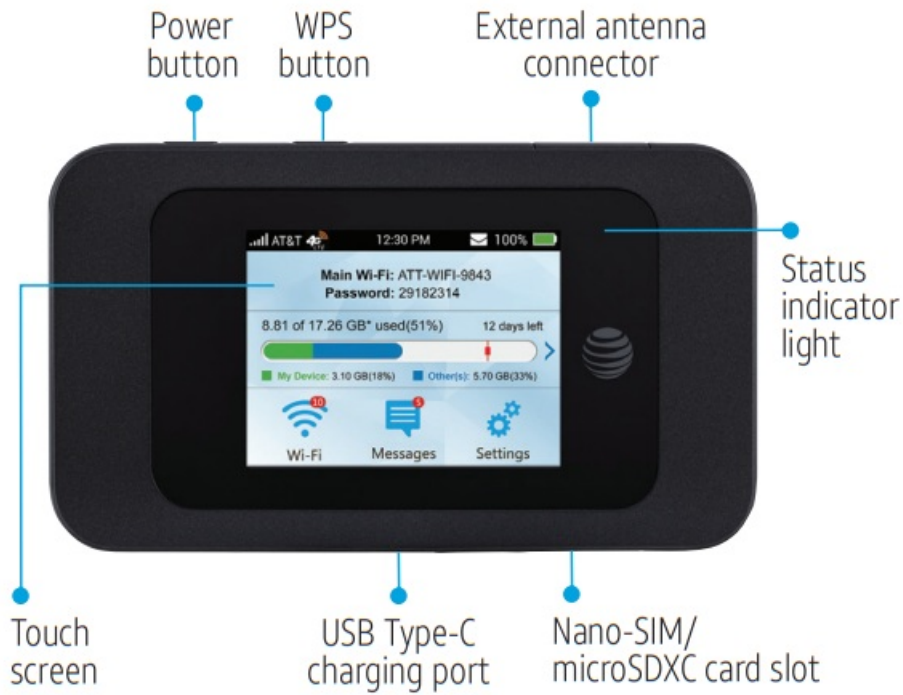 Power
button
WPS
button
External antenna
connector
AT&T 4G LTE 12:30 PM 100%
Main Wi-Fi: ATT-WIFI-9843
Password: 29182314
8.81 of 17.26 GB* used(51%) 12 days left
My Device: 3.10 GB(18%) Other(s): 5.70 GB(33%)
10 5
Wi-Fi Messages Settings
Status
indicator
light
Touch
screen
USB Type-C
charging port
Nano-SIM/
microSDXC card slot